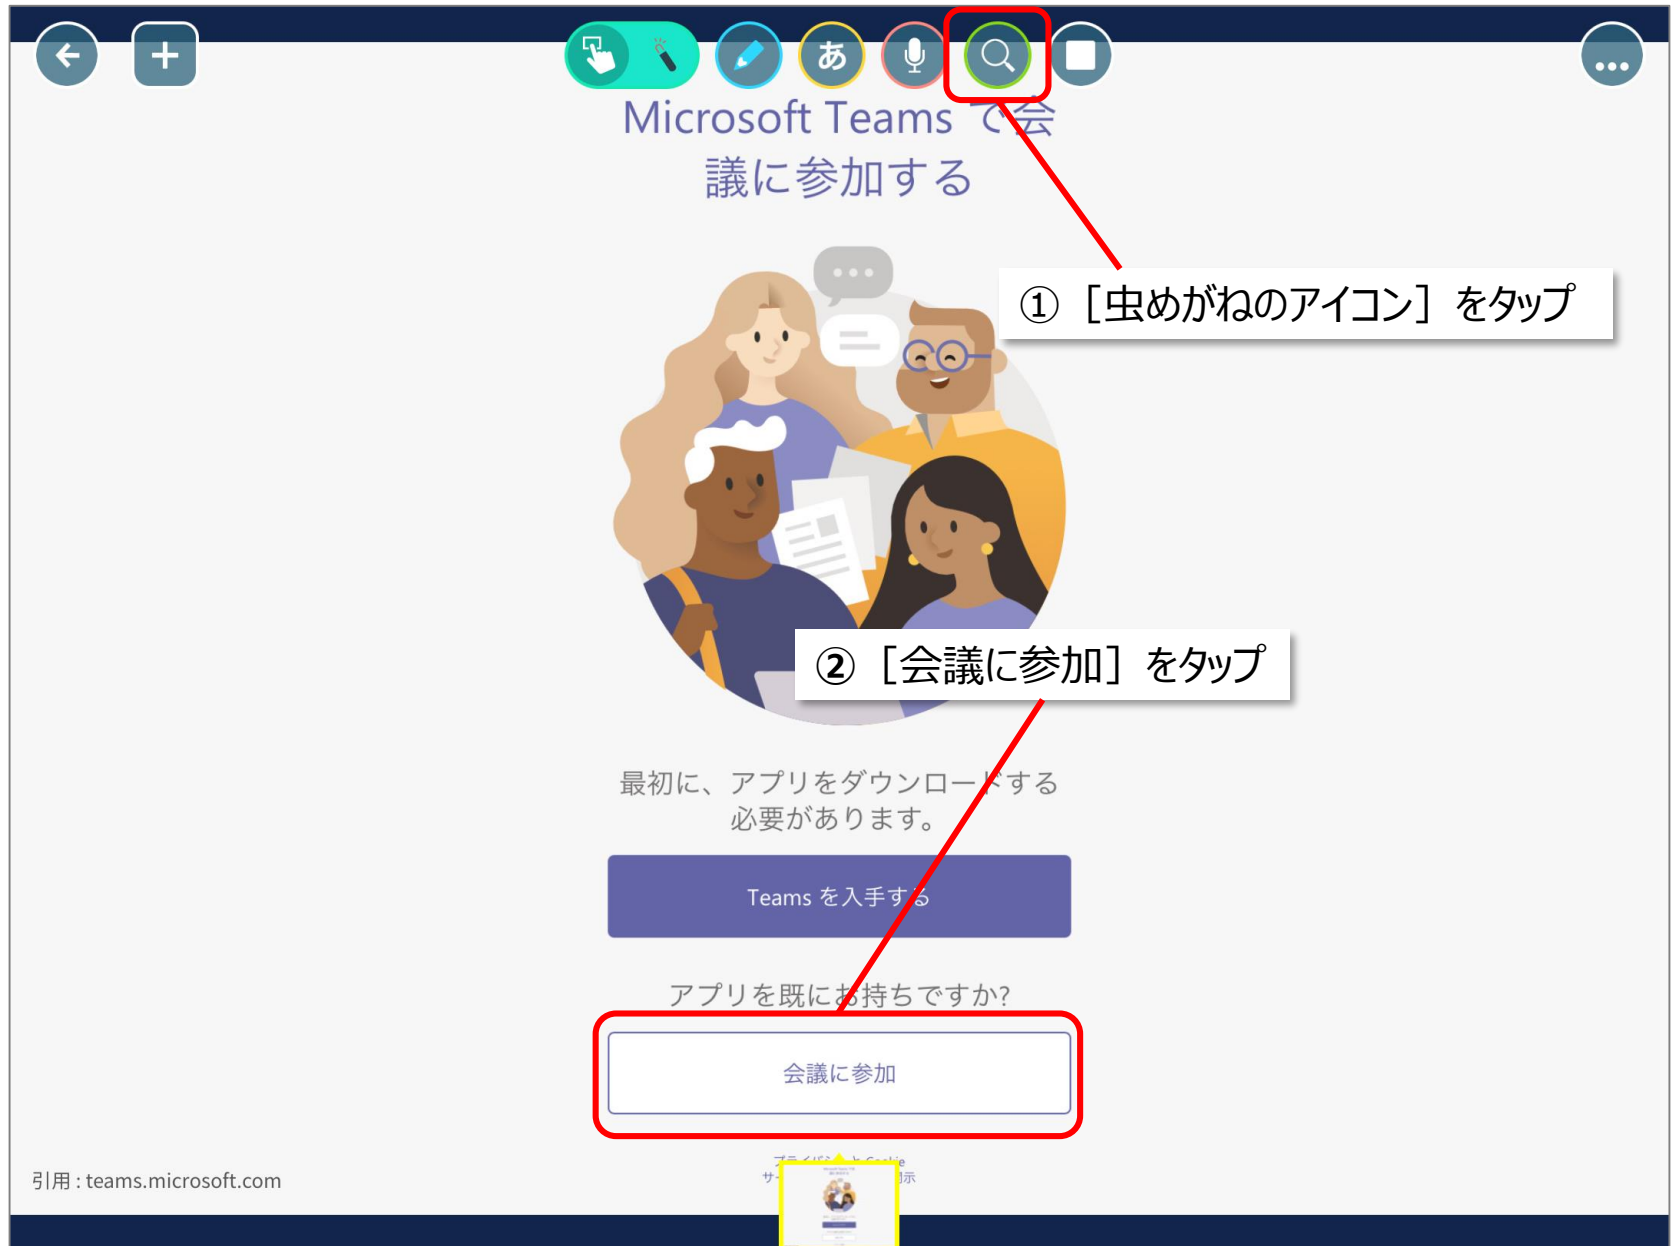 あ
Microsoft Teams で会
議に参加する
①［虫めがねのアイコン］をタップ
②［会議に参加］をタップ
最初に、アプリをダウンロードする
必要があります。
Teams を入手する
アプリを既にお持ちですか?
会議に参加
引用 : teams.microsoft.com